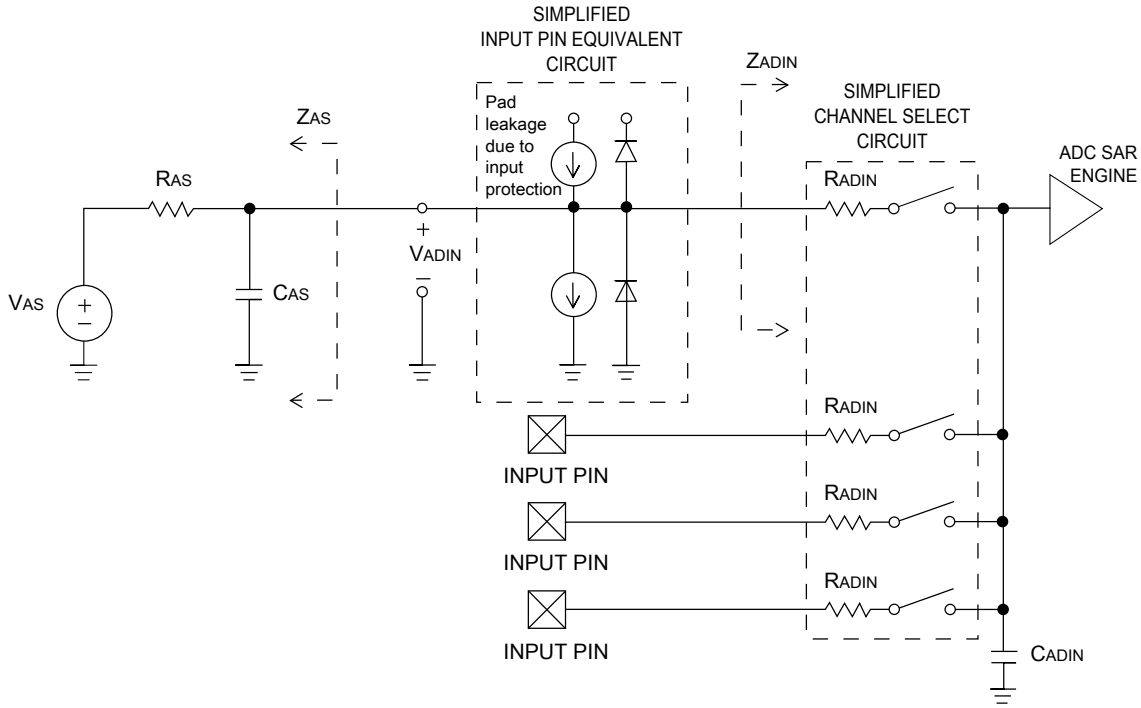 SIMPLIFIED
INPUT PIN EQUIVALENT
CIRCUIT
ZADIN
SIMPLIFIED
CHANNEL SELECT
CIRCUIT
Pad
leakage
due to
input
protection
ZAS
ADC SAR
ENGINE
RAS
RADIN
+
VADIN
–
CAS
VAS
+
–
RADIN
INPUT PIN
RADIN
INPUT PIN
RADIN
INPUT PIN
CADIN